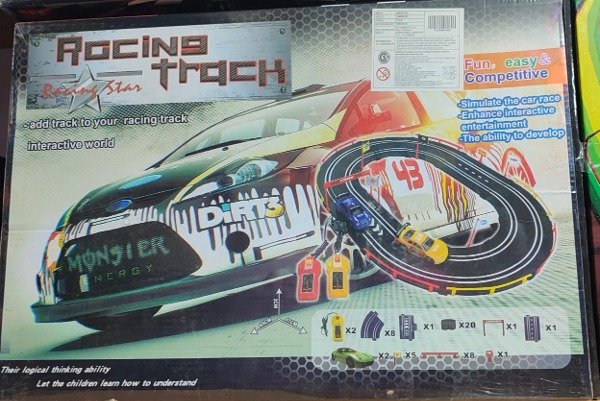 Racing
track
Racing Star
-add track to your racing track
interactive world
Fun, easy &
Competitive
-Simulate the car race
-Enhance interactive
entertainment
-The ability to develop
43
DiRT3
MONSTER
ENERGY
X2 X8 X1 X20 X1 X1
X2 X5 X8 X1
Their logical thinking ability
Let the children learn how to understand